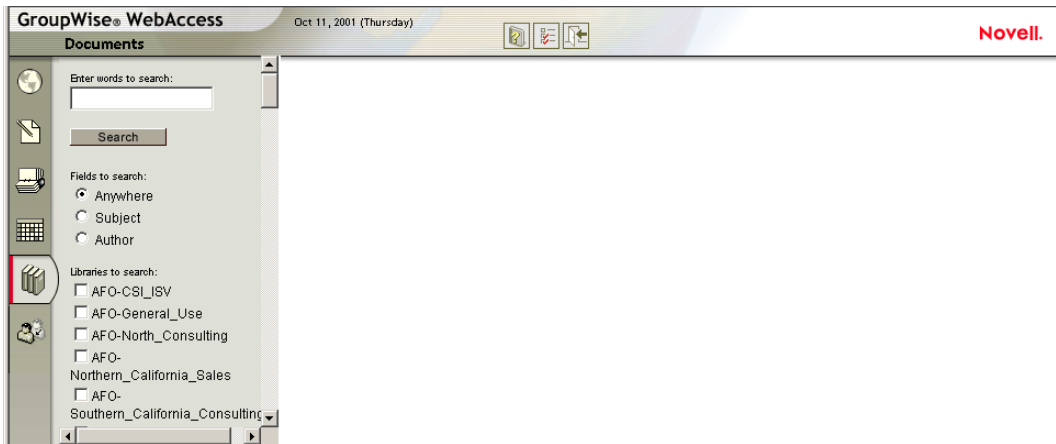 GroupWise® WebAccess
Oct 11, 2001 (Thursday)
Novell.
Documents
Enter words to search:
Search
Fields to search:
Anywhere
Subject
Author
Libraries to search:
AFO-CSI_ISV
AFO-General_Use
AFO-North_Consulting
AFO-
Northern_California_Sales
AFO-
Southern_California_Consulting